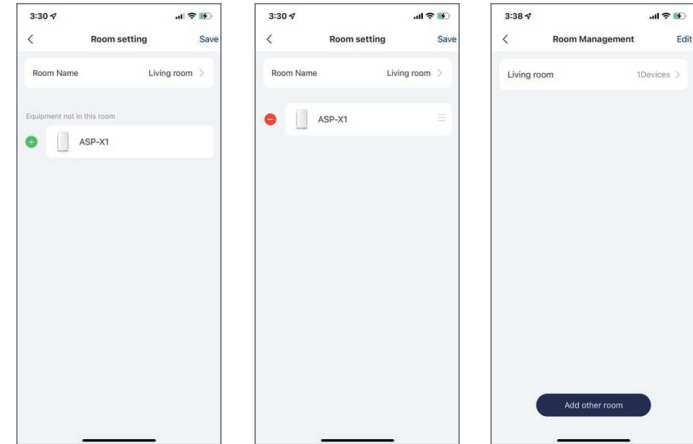 3:30
Room setting
Save
Room Name
Living room
Equipment not in this room
ASP-X1
3:30
Room setting
Save
Room Name
Living room
ASP-X1
3:38
Room Management
Edit
Living room
1Devices
Add other room